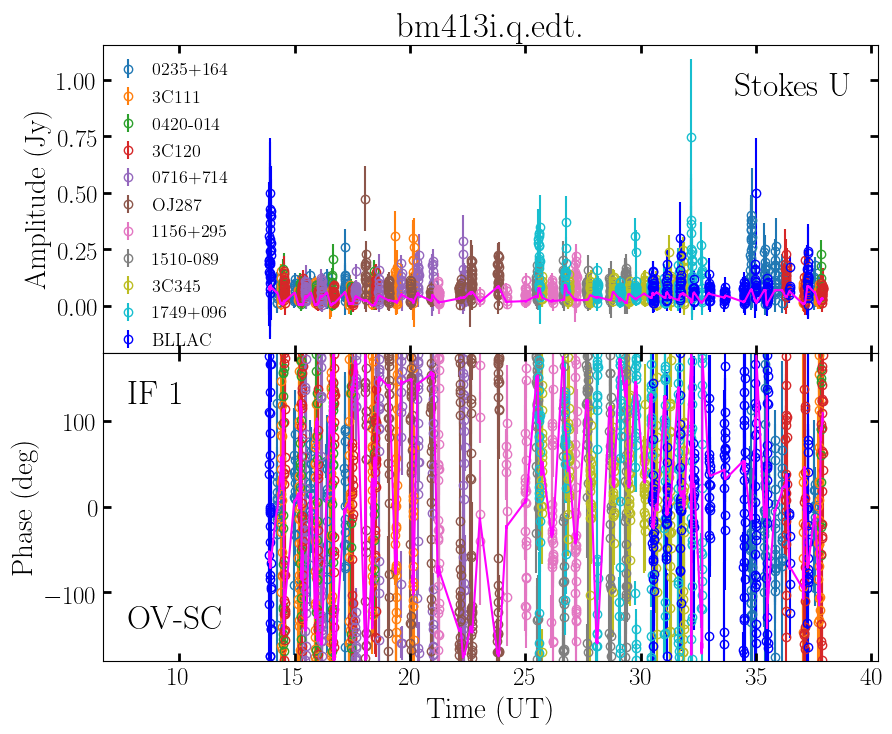 bm413i.q.edt.
Stokes U
Amplitude (Jy)
1.00
0.75
0.50
0.25
0.00
0235+164
3C111
0420-014
3C120
0716+714
OJ287
1156+295
1510-089
3C345
1749+096
BLLAC
IF 1
Phase (deg)
100
0
−100
OV-SC
10 15 20 25 30 35 40
Time (UT)